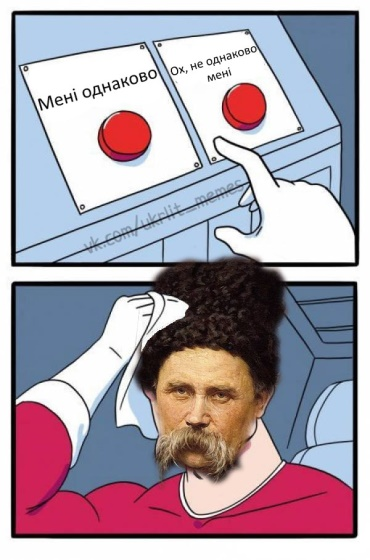 Мені однаково
Ох, не однаково
мені
vk.com/ukrlit_memes